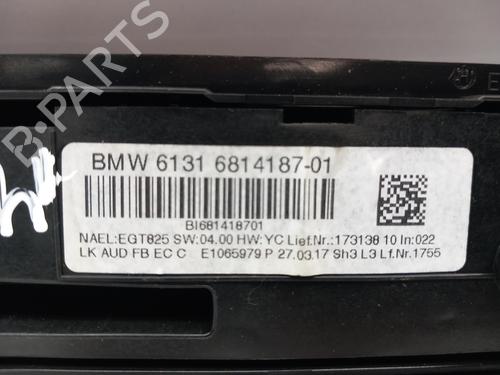 B-PARTS
E
BMW 6131 6814187-01
BI681418701
NAEL:EGT825 SW:04.00 HW:YC Lief.Nr.:173138 10 In:022
LK AUD FB EC C E1065979 P 27.03.17 Sh3 L3 Lf.Nr.1755